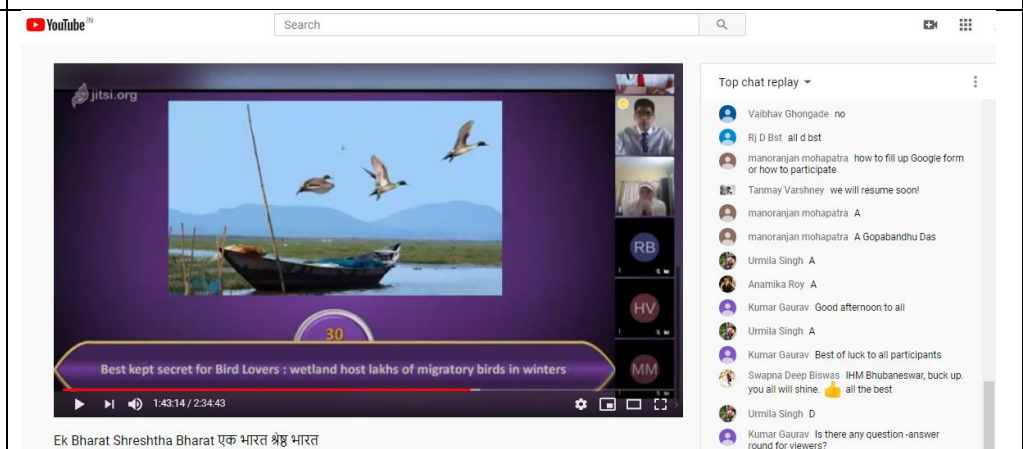 YouTube IN
Search
jitsi.org
RB
HV
MM
30
Best kept secret for Bird Lovers : wetland host lakhs of migratory birds in winters
1:43:14 / 2:34:43
Ek Bharat Shreshtha Bharat एक भारत श्रेष्ठ भारत
Top chat replay
Vaibhav Ghongade no
Rj D Bst all d bst
manoranjan mohapatra how to fill up Google form
or how to participate
Tanmay Varshney we will resume soon!
manoranjan mohapatra A
manoranjan mohapatra A Gopabandhu Das
Urmila Singh A
Anamika Roy A
Kumar Gaurav Good afternoon to all
Urmila Singh A
Kumar Gaurav Best of luck to all participants
Swapna Deep Biswas IHM Bhubaneswar, buck up.
you all will shine. 👍 all the best
Urmila Singh D
Kumar Gaurav Is there any question -answer
round for viewers?